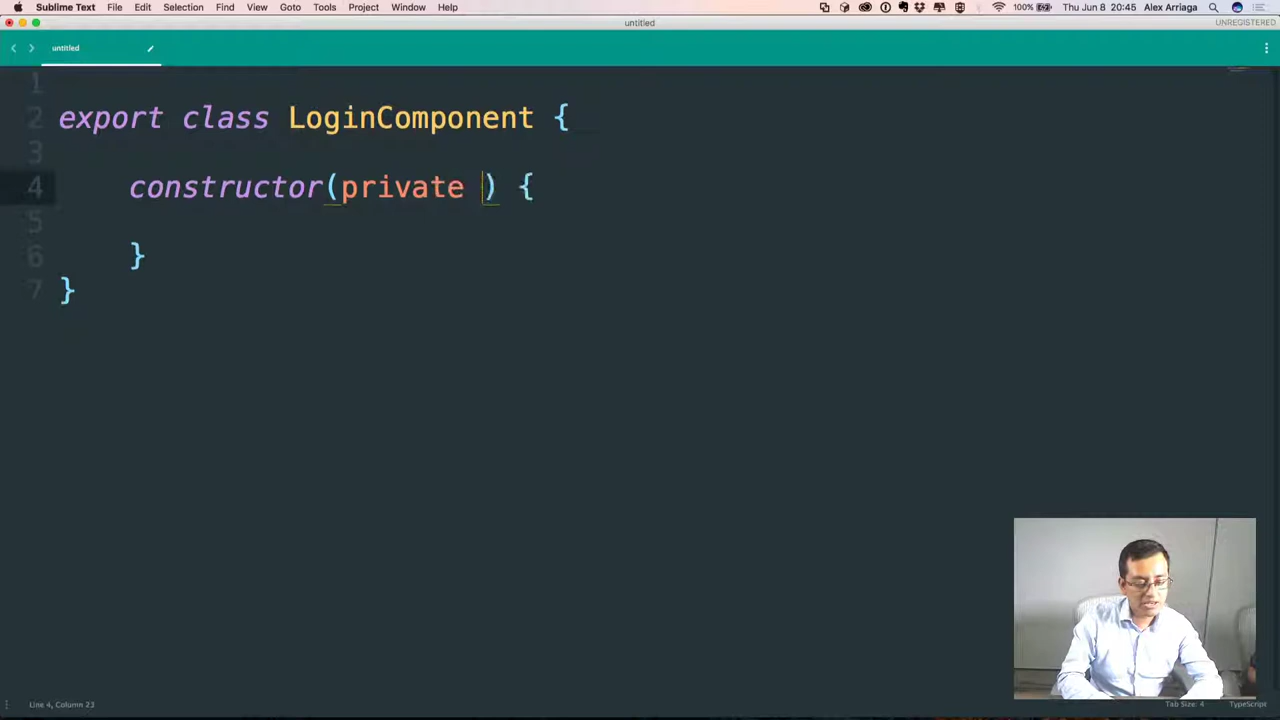 Sublime Text File Edit Selection Find View Goto Tools Project Window Help 100% Thu Jun 8 20:45 Alex Arriaga
untitled
UNREGISTERED
untitled
1
2 export class LoginComponent {
3
4 constructor(private ) {
5
6 }
7 }
Line 4, Column 23
Tab Size: 4 TypeScript